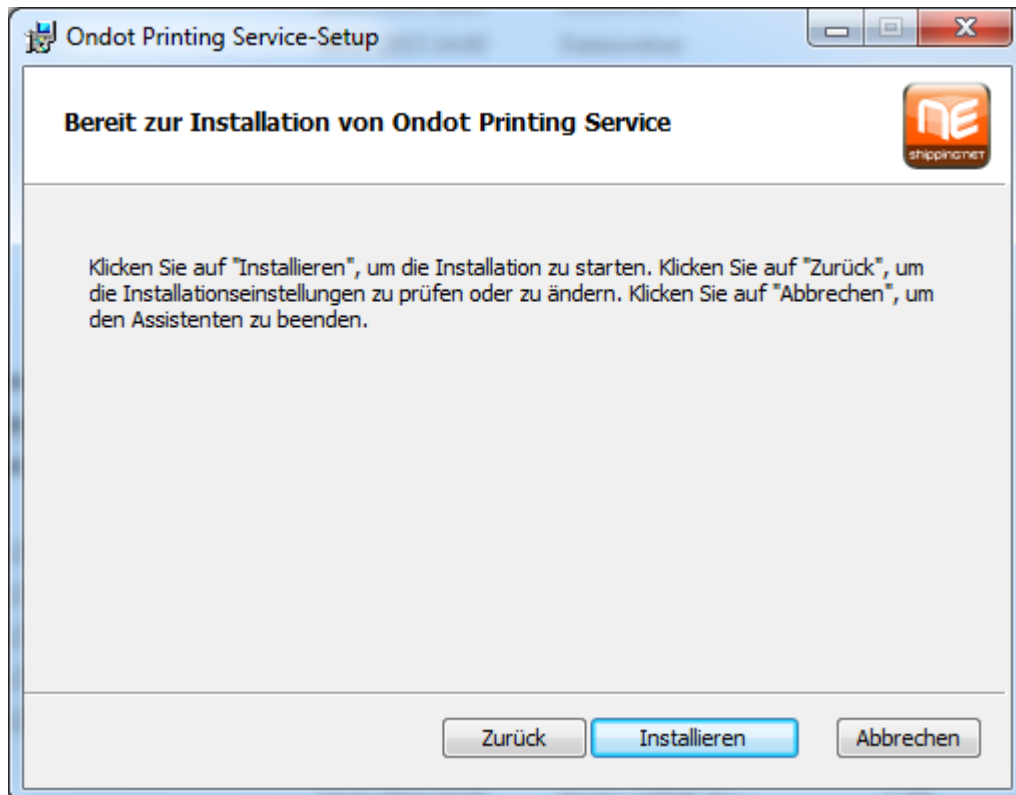 Ondot Printing Service-Setup
Bereit zur Installation von Ondot Printing Service
shippingnet
Klicken Sie auf "Installieren", um die Installation zu starten. Klicken Sie auf "Zurück", um
die Installationseinstellungen zu prüfen oder zu ändern. Klicken Sie auf "Abbrechen", um
den Assistenten zu beenden.
Zurück Installieren Abbrechen